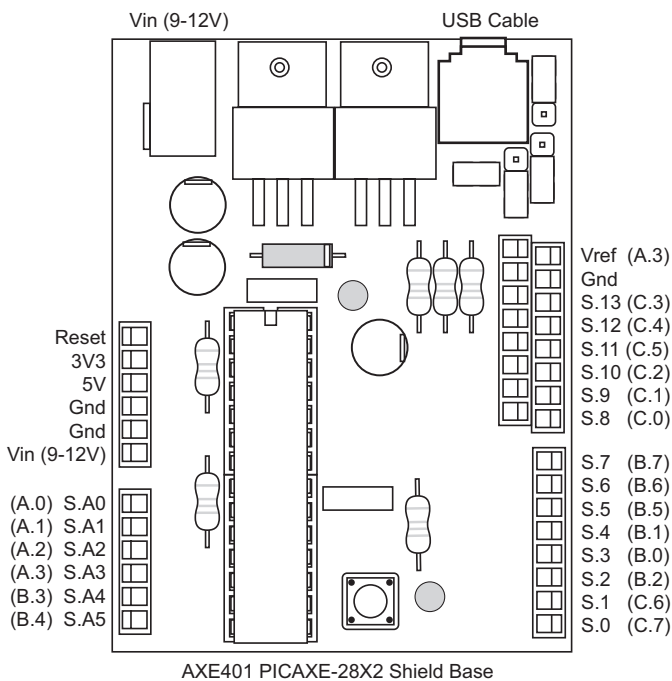 Vin (9-12V)
USB Cable
Reset
3V3
5V
Gnd
Gnd
Vin (9-12V)
(A.0) S.A0
(A.1) S.A1
(A.2) S.A2
(A.3) S.A3
(B.3) S.A4
(B.4) S.A5
Vref (A.3)
Gnd
S.13 (C.3)
S.12 (C.4)
S.11 (C.5)
S.10 (C.2)
S.9 (C.1)
S.8 (C.0)
S.7 (B.7)
S.6 (B.6)
S.5 (B.5)
S.4 (B.1)
S.3 (B.0)
S.2 (B.2)
S.1 (C.6)
S.0 (C.7)
AXE401 PICAXE-28X2 Shield Base